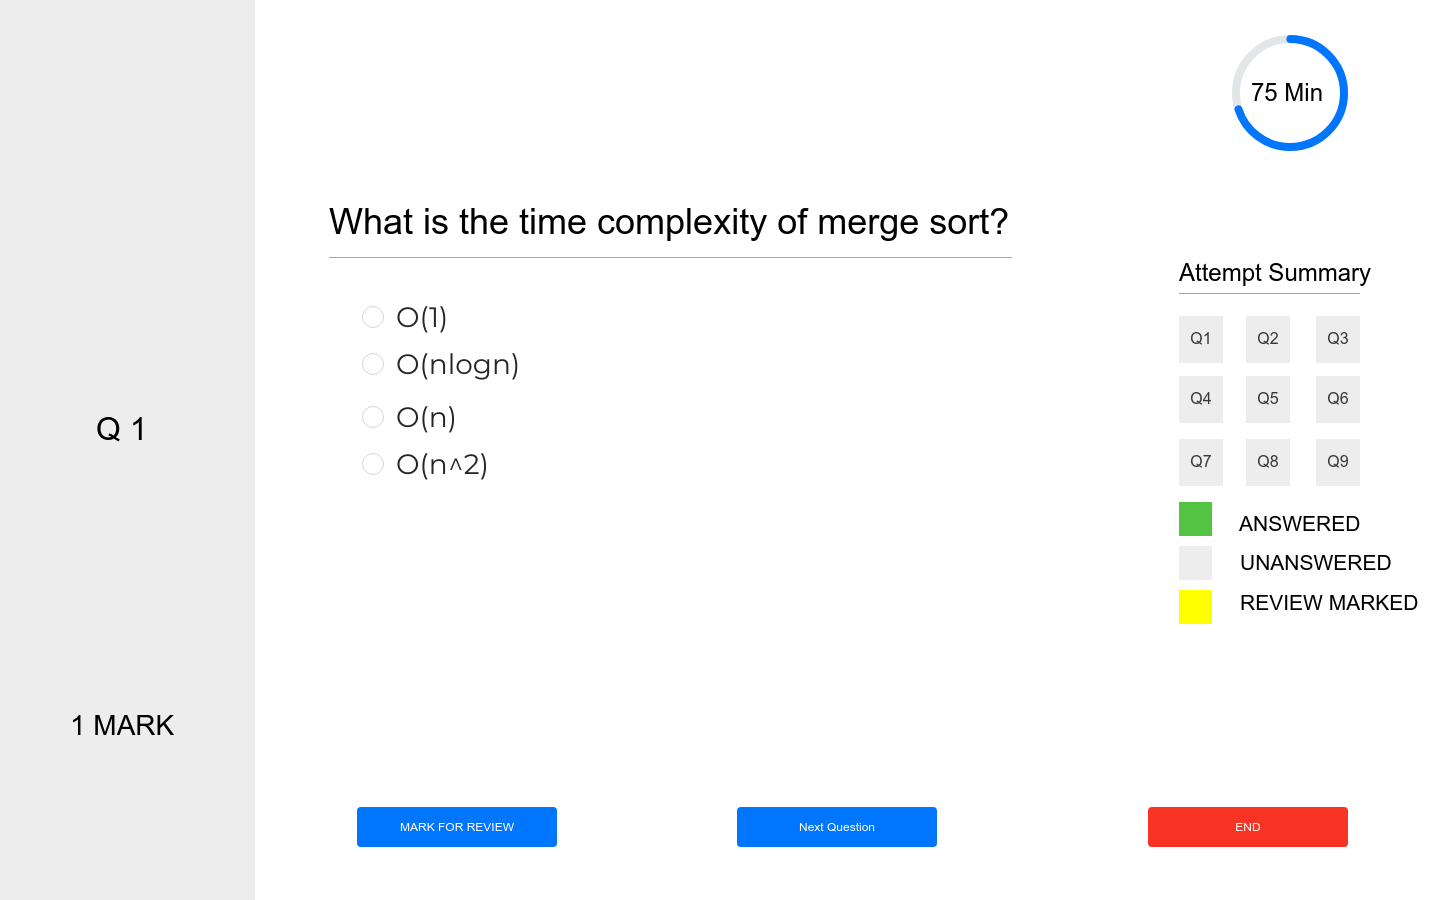 75 Min
What is the time complexity of merge sort?
O(1)
O(nlogn)
O(n)
O(n^2)
Q 1
1 MARK
Attempt Summary
Q1 Q2 Q3
Q4 Q5 Q6
Q7 Q8 Q9
ANSWERED
UNANSWERED
REVIEW MARKED
MARK FOR REVIEW
Next Question
END